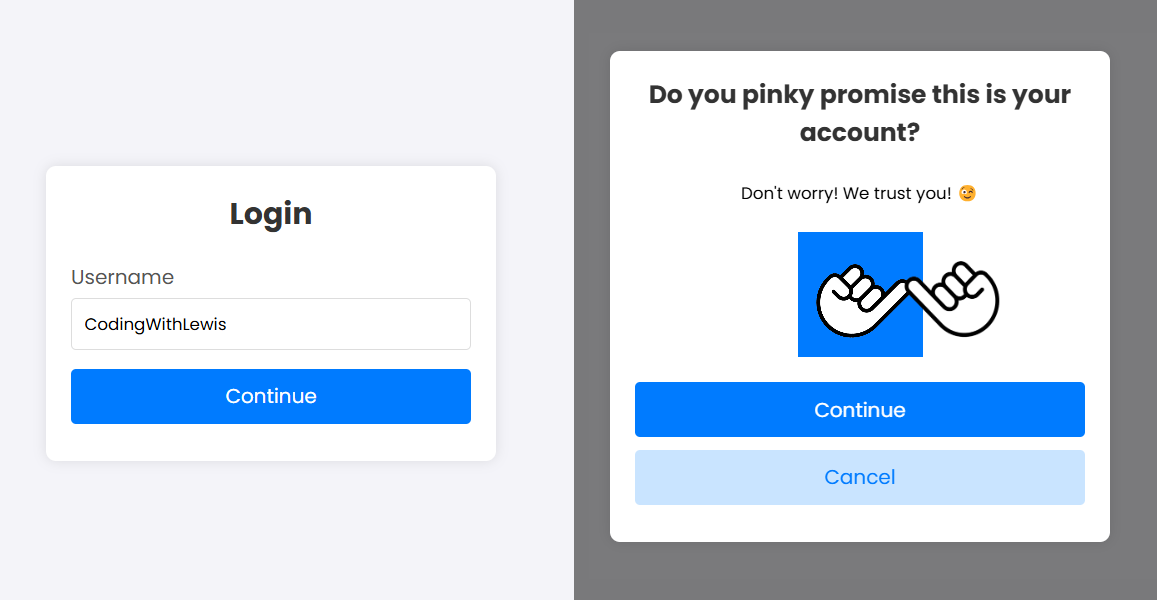 Login
Username
CodingWithLewis
Continue
Do you pinky promise this is your
account?
Don't worry! We trust you! 😉
Continue
Cancel